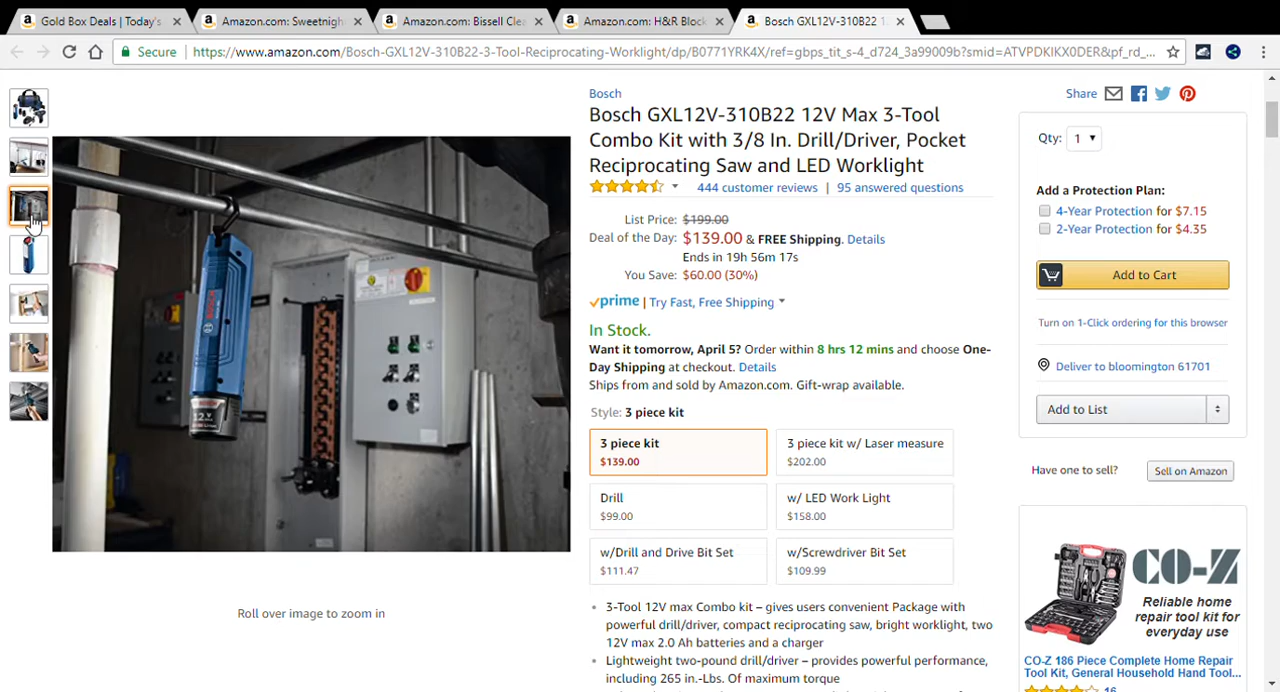 Gold Box Deals | Today's
Amazon.com: Sweetnigh
Amazon.com: Bissell Clea
Amazon.com: H&R Block
Bosch GXL12V-310B22 1
Secure
https://www.amazon.com/Bosch-GXL12V-310B22-3-Tool-Reciprocating-Worklight/dp/B0771YRK4X/ref=gbps_tit_s-4_d724_3a99009b?smid=ATVPDKIKX0DER&pf_rd_...
Bosch
Bosch GXL12V-310B22 12V Max 3-Tool
Combo Kit with 3/8 In. Drill/Driver, Pocket
Reciprocating Saw and LED Worklight
444 customer reviews | 95 answered questions
List Price: $199.00
Deal of the Day: $139.00 & FREE Shipping. Details
Ends in 19h 56m 17s
You Save: $60.00 (30%)
prime | Try Fast, Free Shipping
In Stock.
Want it tomorrow, April 5? Order within 8 hrs 12 mins and choose One-
Day Shipping at checkout. Details
Ships from and sold by Amazon.com. Gift-wrap available.
Style: 3 piece kit
3 piece kit
$139.00
3 piece kit w/ Laser measure
$202.00
Drill
$99.00
w/ LED Work Light
$158.00
w/Drill and Drive Bit Set
$111.47
w/Screwdriver Bit Set
$109.99
3-Tool 12V max Combo kit – gives users convenient Package with
powerful drill/driver, compact reciprocating saw, bright worklight, two
12V max 2.0 Ah batteries and a charger
Lightweight two-pound drill/driver – provides powerful performance,
including 265 in.-Lbs. Of maximum torque
BOSCH
12 V
Roll over image to zoom in
Share
Qty: 1
Add a Protection Plan:
4-Year Protection for $7.15
2-Year Protection for $4.35
Add to Cart
Turn on 1-Click ordering for this browser
Deliver to bloomington 61701
Add to List
Have one to sell?
Sell on Amazon
CO-Z
Reliable home
repair tool kit for
everyday use
CO-Z 186 Piece Complete Home Repair
Tool Kit, General Household Hand Tool...
16